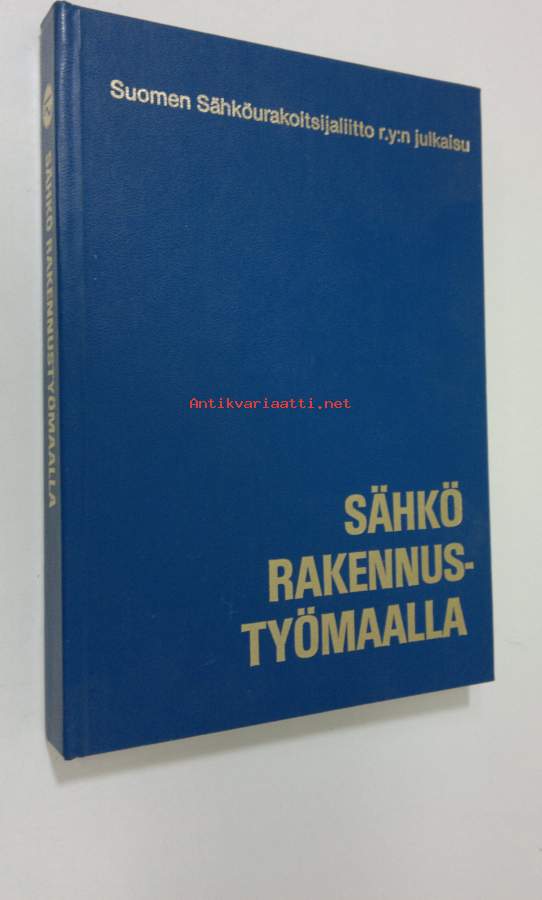 Suomen Sähköurakoitsijaliitto r.y:n julkaisu
SÄHKÖ RAKENNUSTYÖMAALLA
Antikvariaatti.net
SÄHKÖ
RAKENNUS-
TYÖMAALLA